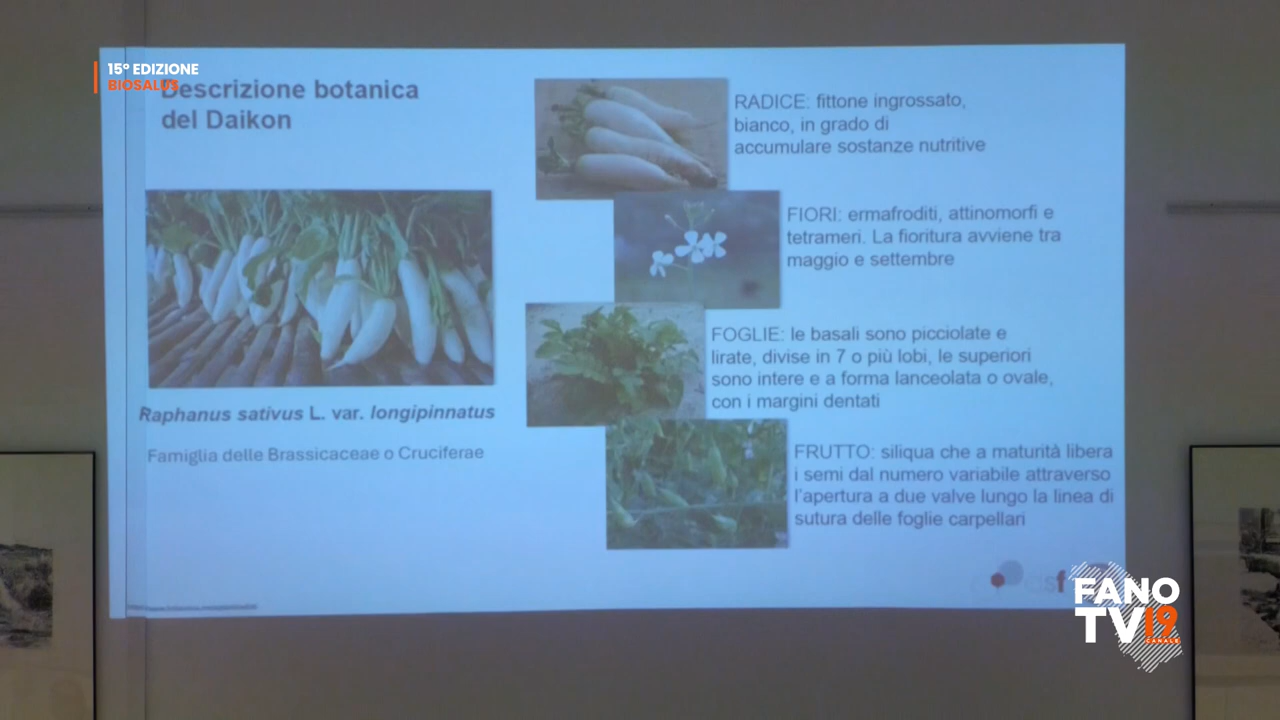 15° EDIZIONE
BIOSALUS
Descrizione botanica
del Daikon
RADICE: fittone ingrossato,
bianco, in grado di
accumulare sostanze nutritive
FIORI: ermafroditi, attinomorfi e
tetrameri. La fioritura avviene tra
maggio e settembre
FOGLIE: le basali sono picciolate e
lirate, divise in 7 o più lobi, le superiori
sono intere e a forma lanceolata o ovale,
con i margini dentati
Raphanus sativus L. var. longipinnatus
Famiglia delle Brassicaceae o Cruciferae
FRUTTO: siliqua che a maturità libera
i semi dal numero variabile attraverso
l'apertura a due valve lungo la linea di
sutura delle foglie carpellari
FANO
TV19
CANALE